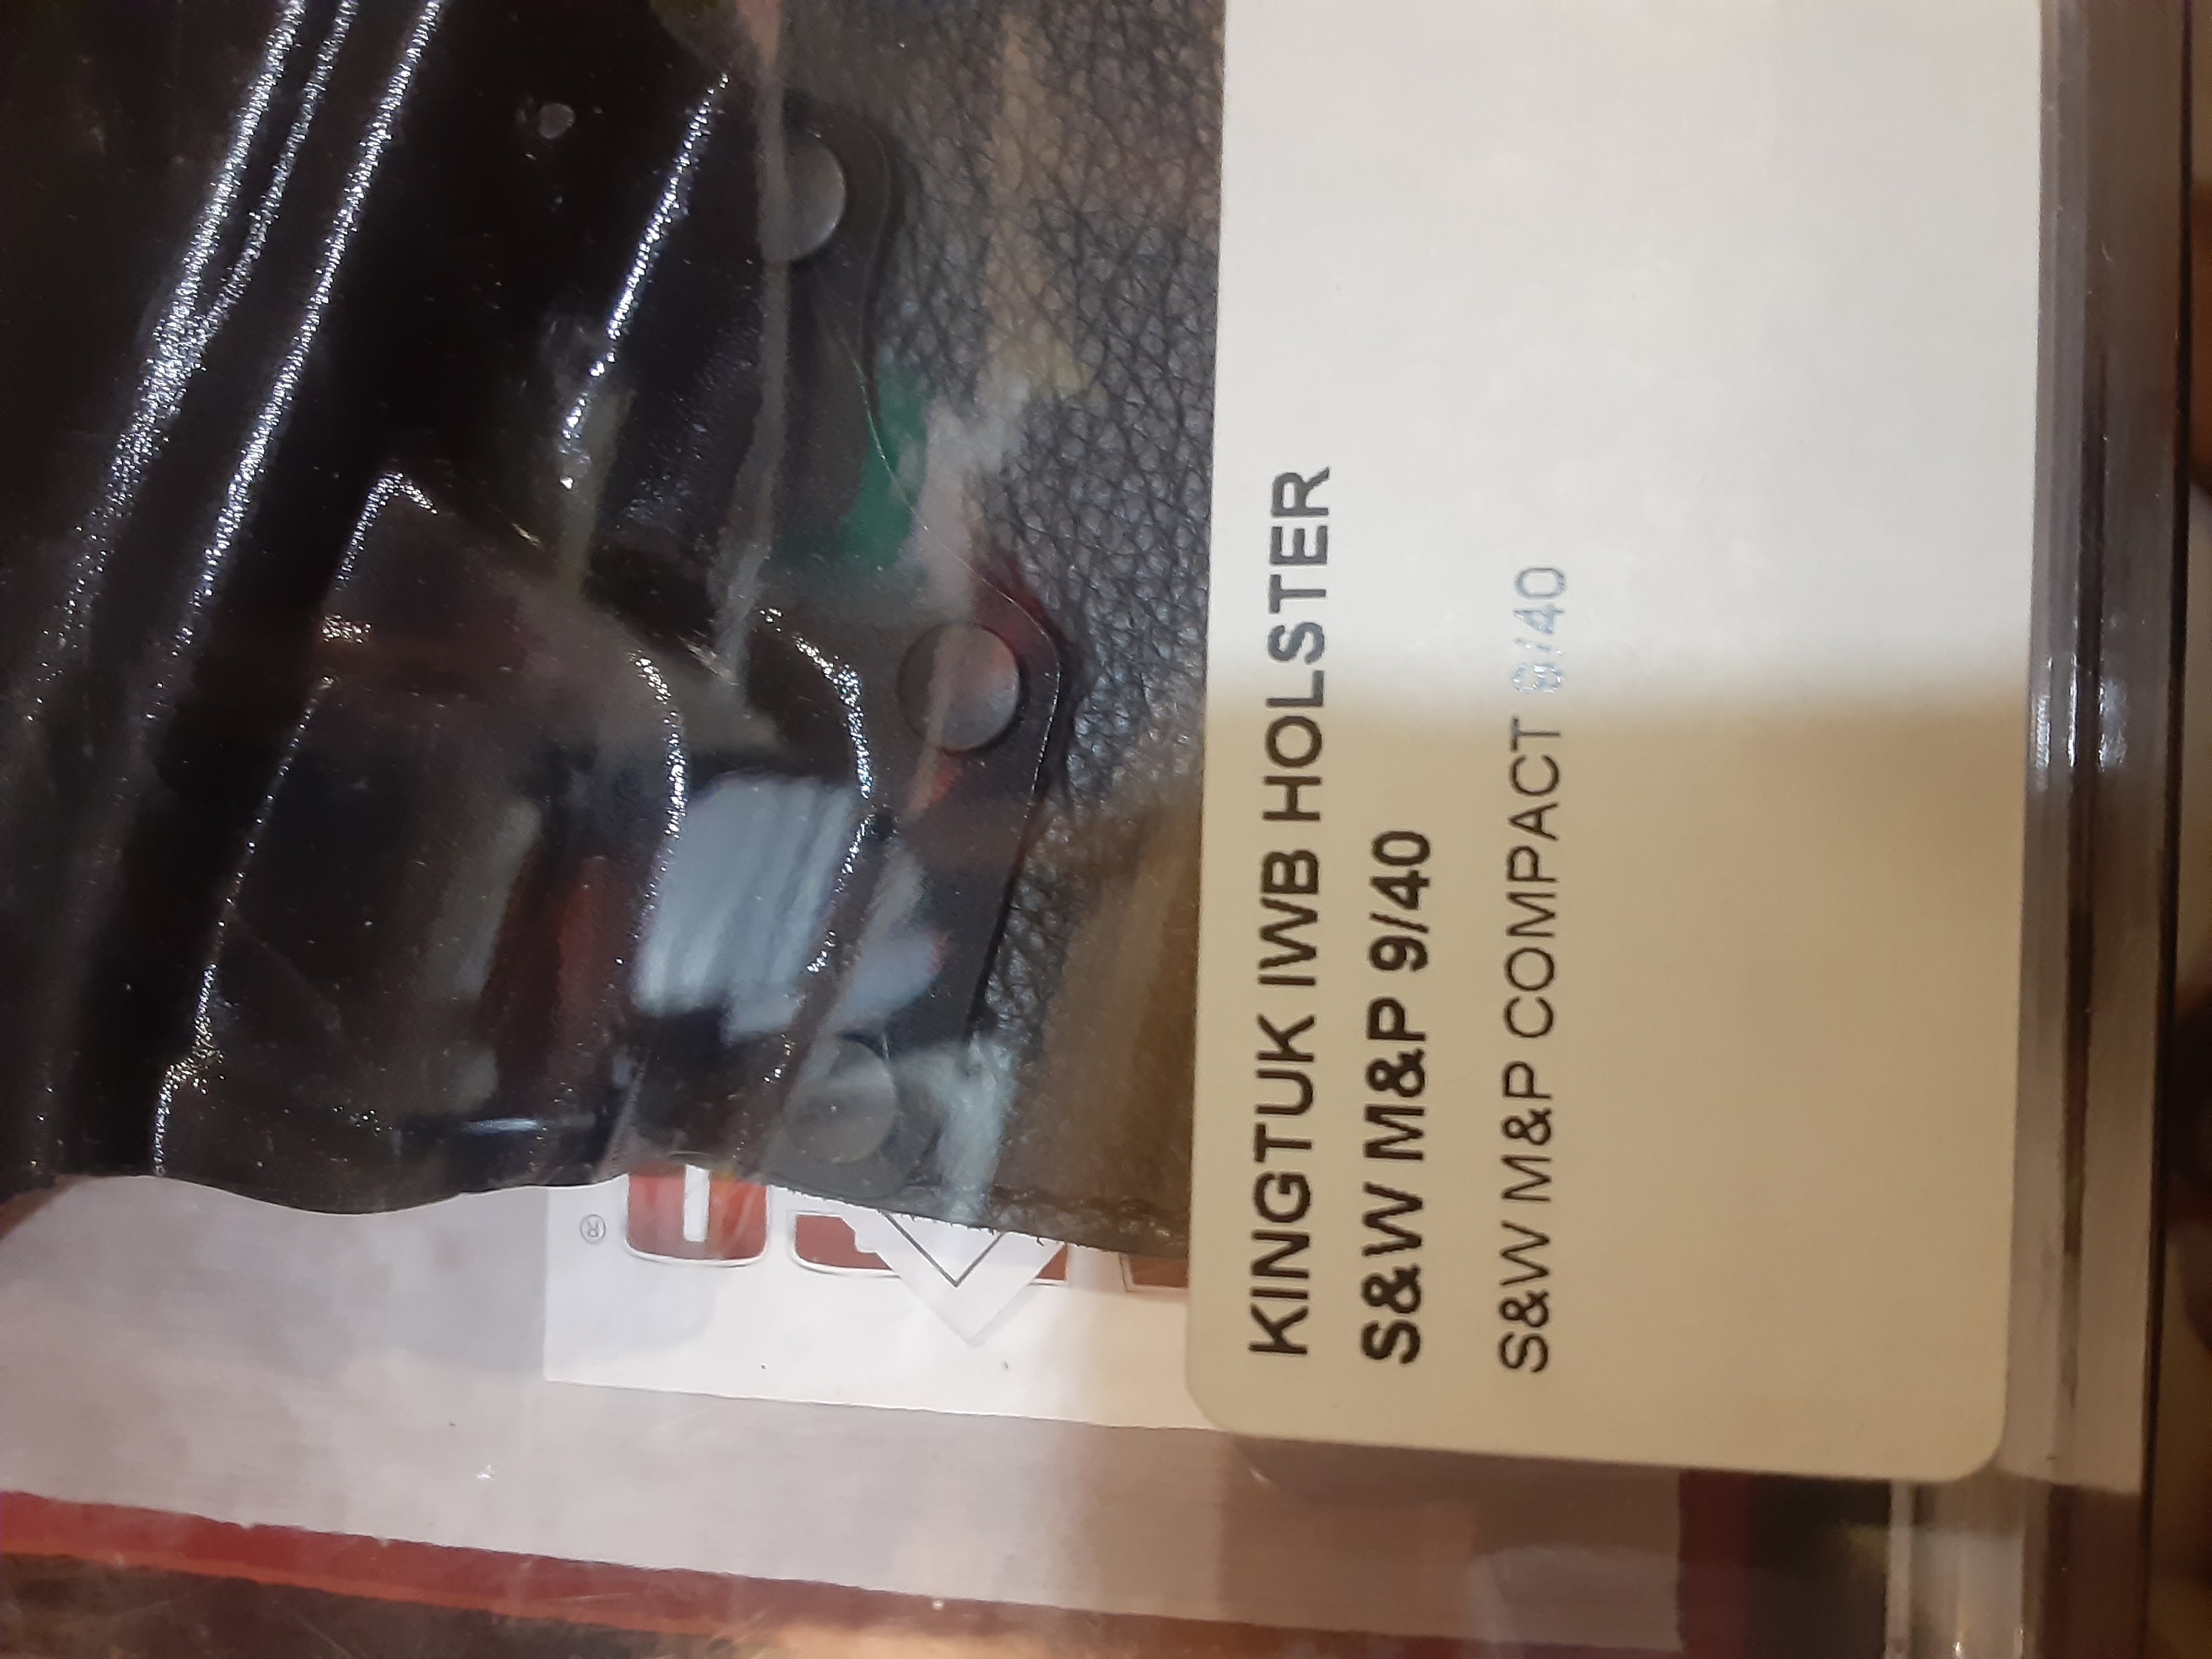 KINGTUK IWB HOLSTER
S&W M&P 9/40
S&W M&P COMPACT 9/40
®